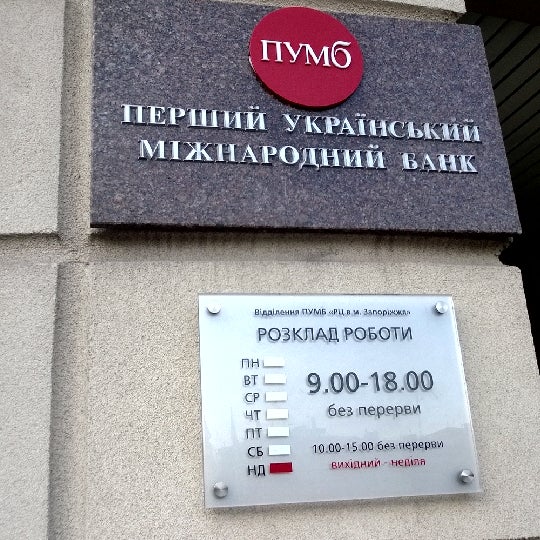 ПУМБ
ПЕРШИЙ УКРАЇНСЬКИЙ
МІЖНАРОДНИЙ БАНК
Відділення ПУМБ «РЦ в м. Запоріжжя»
РОЗКЛАД РОБОТИ
ПН
ВТ
СР
ЧТ
ПТ
СБ
НД
9.00-18.00
без перерви
10.00-15.00 без перерви
вихідний - неділя